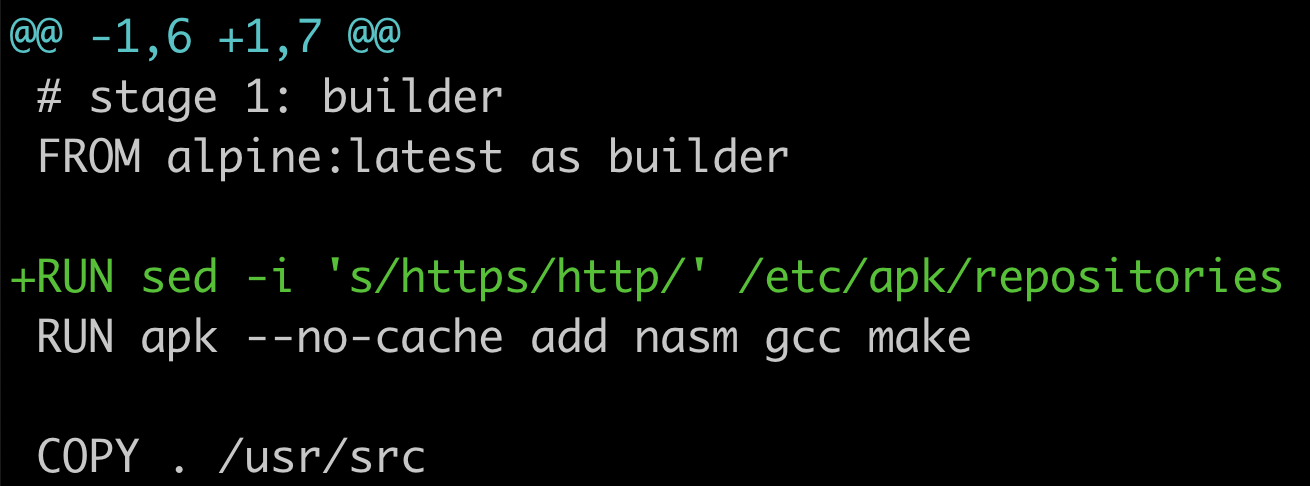 @@ -1,6 +1,7 @@
# stage 1: builder
FROM alpine:latest as builder
+RUN sed -i 's/https/http/' /etc/apk/repositories
RUN apk --no-cache add nasm gcc make
COPY . /usr/src